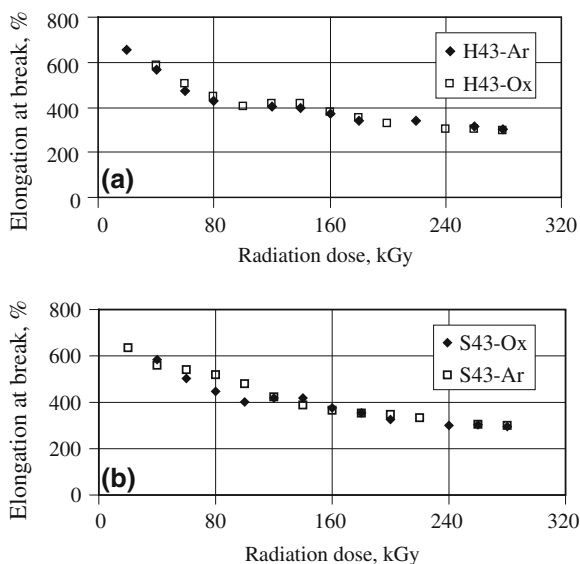 800
600
400
200
0
Elongation at break, %
H43-Ar
H43-Ox
(a)
0 80 160 240 320
Radiation dose, kGy
800
600
400
200
0
Elongation at break, %
S43-Ox
S43-Ar
(b)
0 80 160 240 320
Radiation dose, kGy